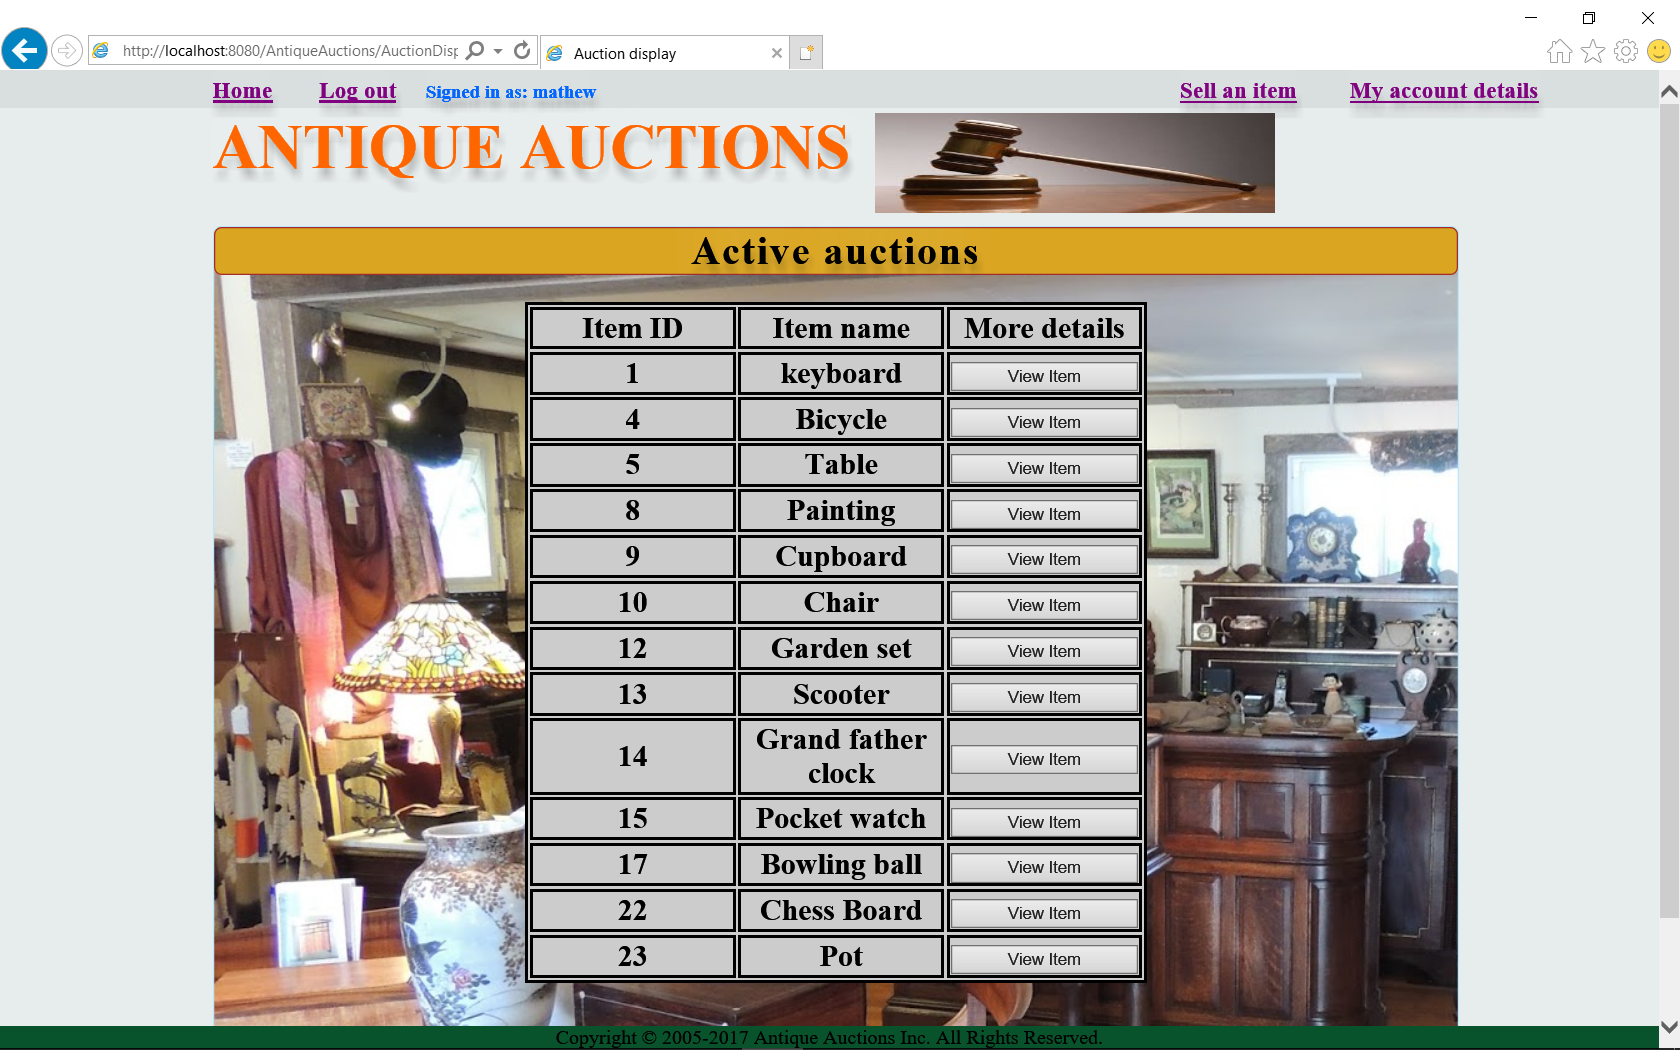 http://localhost:8080/AntiqueAuctions/AuctionDisp
Auction display
Home Log out Signed in as: mathew Sell an item My account details
ANTIQUE AUCTIONS
Active auctions
Item ID Item name More details
1 keyboard View Item
4 Bicycle View Item
5 Table View Item
8 Painting View Item
9 Cupboard View Item
10 Chair View Item
12 Garden set View Item
13 Scooter View Item
14 Grand father
clock View Item
15 Pocket watch View Item
17 Bowling ball View Item
22 Chess Board View Item
23 Pot View Item
Copyright © 2005-2017 Antique Auctions Inc. All Rights Reserved.